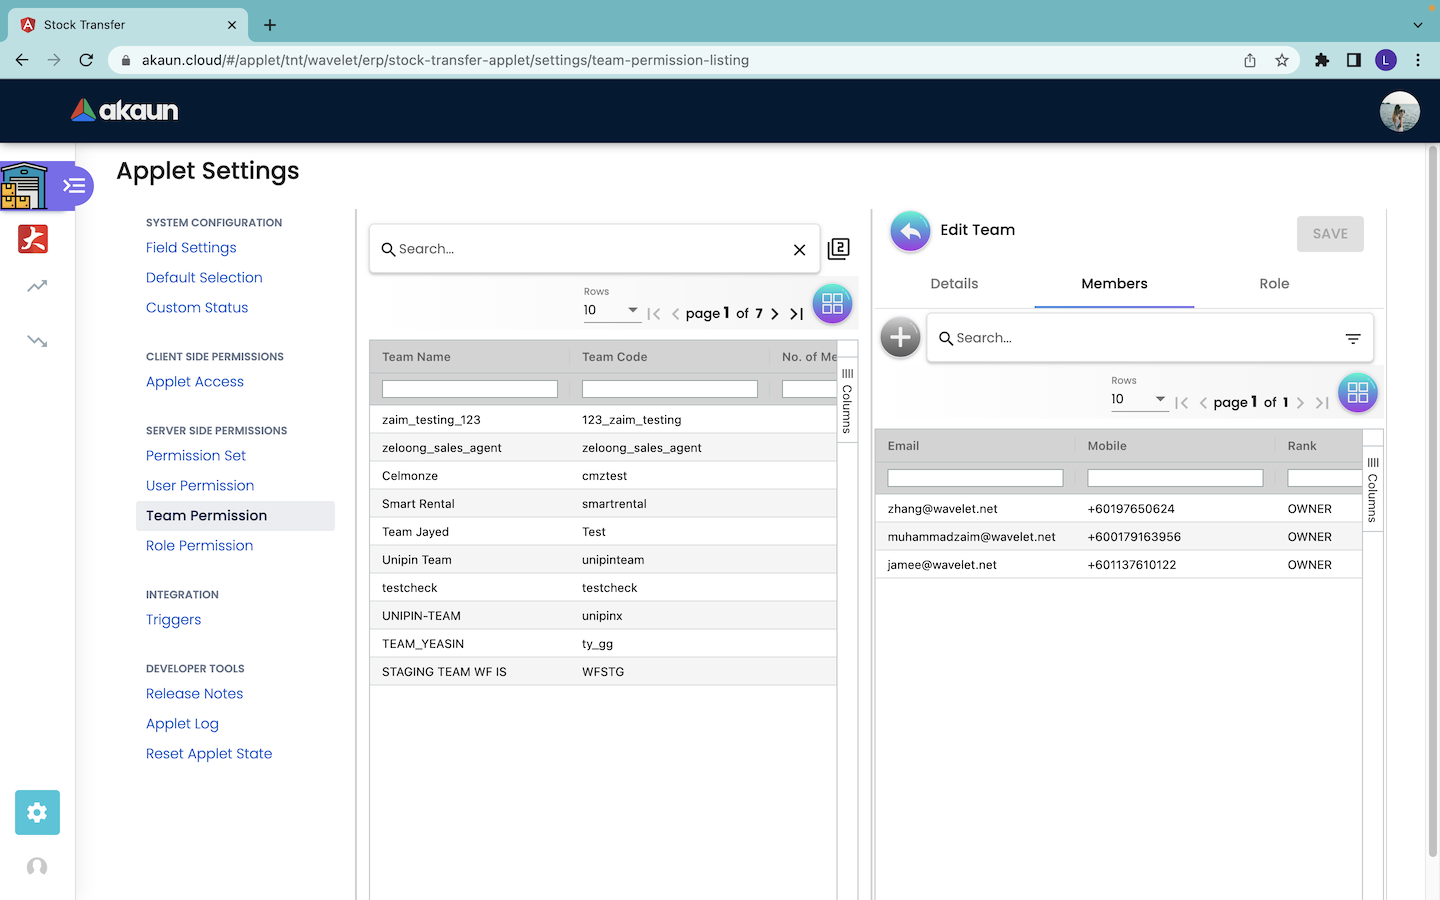 Stock Transfer
akaun.cloud/#/applet/tnt/wavelet/erp/stock-transfer-applet/settings/team-permission-listing
L
akaun
Applet Settings
SYSTEM CONFIGURATION
Field Settings
Default Selection
Custom Status
CLIENT SIDE PERMISSIONS
Applet Access
SERVER SIDE PERMISSIONS
Permission Set
User Permission
Team Permission
Role Permission
INTEGRATION
Triggers
DEVELOPER TOOLS
Release Notes
Applet Log
Reset Applet State
Search...
2
Rows
10
page 1 of 7
Team Name Team Code No. of Me
Columns
zaim_testing_123 123_zaim_testing
zeloong_sales_agent zeloong_sales_agent
Celmonze cmztest
Smart Rental smartrental
Team Jayed Test
Unipin Team unipinteam
testcheck testcheck
UNIPIN-TEAM unipinx
TEAM_YEASIN ty_gg
STAGING TEAM WF IS WFSTG
Edit Team
SAVE
Details Members Role
Search...
Rows
10
page 1 of 1
Email Mobile Rank
Columns
zhang@wavelet.net +60197650624 OWNER
muhammadzaim@wavelet.net +600179163956 OWNER
jamee@wavelet.net +601137610122 OWNER